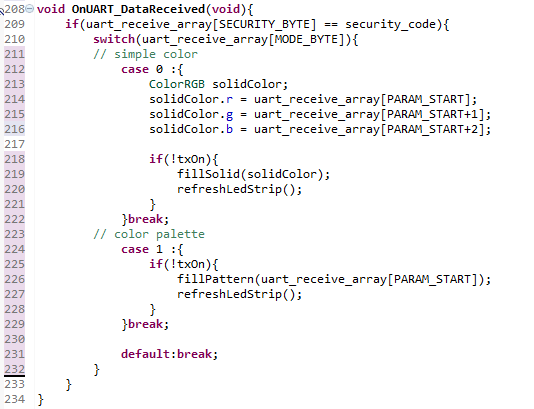 208 void OnUART_DataReceived(void){
209     if(uart_receive_array[SECURITY_BYTE] == security_code){
210         switch(uart_receive_array[MODE_BYTE]){
211         // simple color
212             case 0 :{
213                 ColorRGB solidColor;
214                 solidColor.r = uart_receive_array[PARAM_START];
215                 solidColor.g = uart_receive_array[PARAM_START+1];
216                 solidColor.b = uart_receive_array[PARAM_START+2];
217
218                 if(!txOn){
219                     fillSolid(solidColor);
220                     refreshLedStrip();
221                 }
222             }break;
223         // color palette
224             case 1 :{
225                 if(!txOn){
226                     fillPattern(uart_receive_array[PARAM_START]);
227                     refreshLedStrip();
228                 }
229             }break;
230
231             default:break;
232         }
233     }
234 }